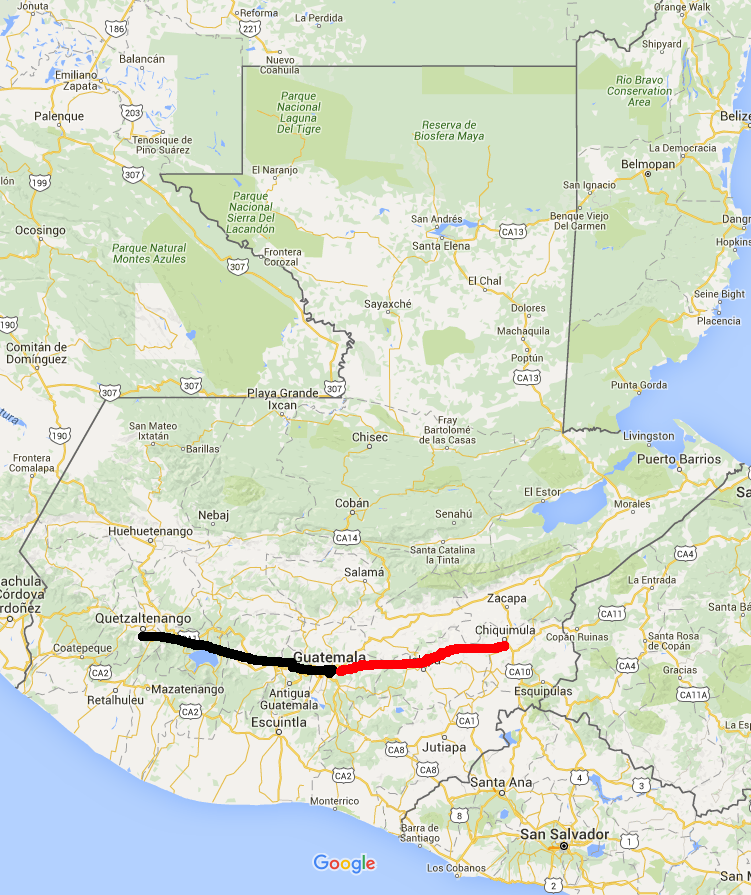 Jonuta
Reforma
Orange Walk
186
221
La Perdida
Shipyard
Balancán
Nuevo
Coahuila
Emiliano
Zapata
Parque
Nacional
Laguna
Del Tigre
Rio Bravo
Conservation
Area
Palenque
203
Reserva de
Biosfera Maya
Belize
Tenosique de
Pino Suárez
La Democracia
Belmopan
307
El Naranjo
199
San Ignacio
Parque
Nacional
Sierra Del
Lacandón
San Andrés
Benque Viejo
Del Carmen
Dangr
Ocosingo
CA13
Santa Elena
Hopkins
Parque Natural
Montes Azules
Frontera
Corozal
307
El Chal
Seine Bight
Sayaxché
Dolores
Placencia
190
Machaquila
Comitán de
Domínguez
Poptún
CA13
307
307
307
Punta Gorda
Playa Grande
Ixcan
tura
San Mateo
Ixtatán
Fray
Bartolomé
de las Casas
190
Chisec
Livingston
Barillas
Puerto Barrios
Frontera
Comalapa
El Estor
Cobán
Morales
Nebaj
Senahú
Huehuetenango
CA14
Santa Catalina
la Tinta
CA4
Salamá
La Entrada
achula
Córdova
rdoñez
Zacapa
CA11
Quetzaltenango
Chiquimula
Copán Ruinas
Santa Rosa
de Copán
Coatepeque
Guatemala
CA4
Gracias
CA2
CA10
Mazatenango
Antigua
Guatemala
Esquipulas
CA11A
Retalhuleu
CA2
Escuintla
CA1
Jutiapa
CA8
CA8
CA2
Santa Ana
4
3
Monterrico
8
Barra de
Santiago
San Salvador
1
Google
Los Cobanos
2
San M